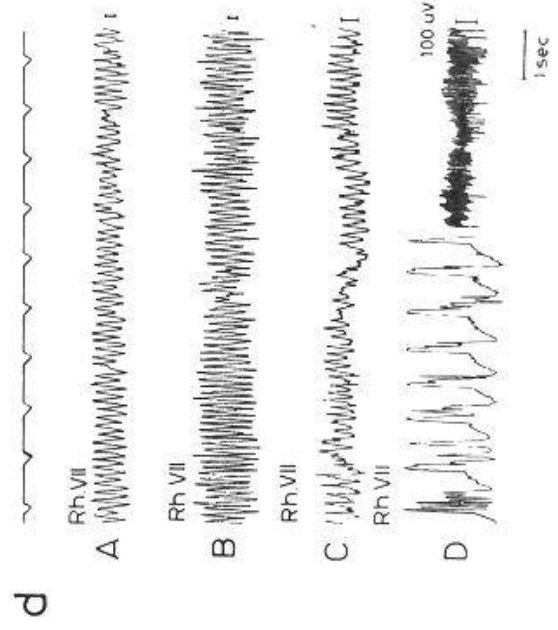 d
Rh.VII
A
Rh.VII
B
Rh.VII
C
Rh.VII
D
100 uV
1 sec